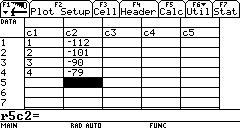 F1 F2 F3 F4 F5 F6 F7
Plot Setup Cell Header Calc Util Stat
DATA
c1 c2 c3 c4 c5
1 1 -112
2 2 -101
3 3 -90
4 4 -79
5
6
7
r5c2=
MAIN RAD AUTO FUNC